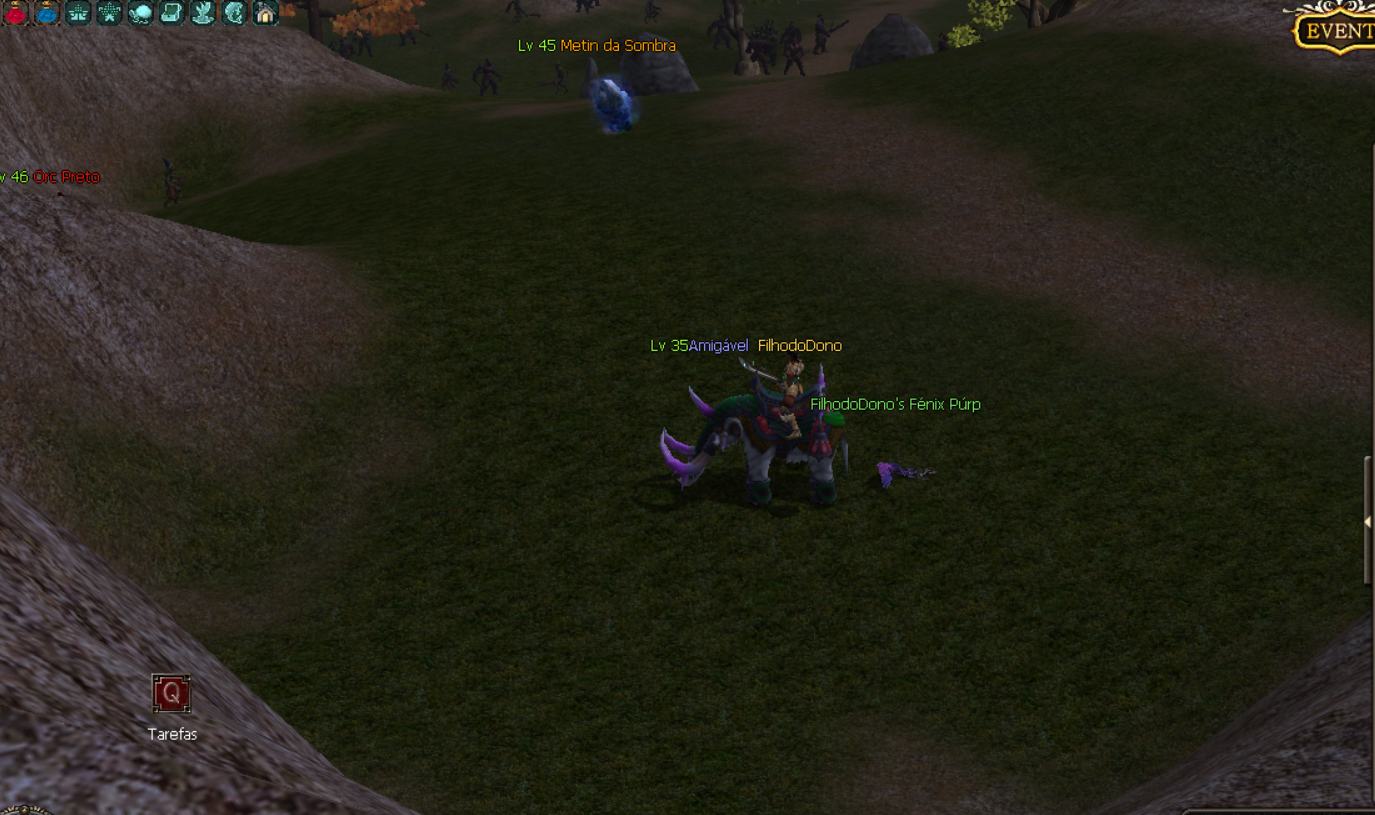 EVENT
Lv 45 Metin da Sombra
v 46 Orc Preto
Lv 35Amigável FilhodoDono
FilhodoDono's Fénix Púrp
Q
Tarefas